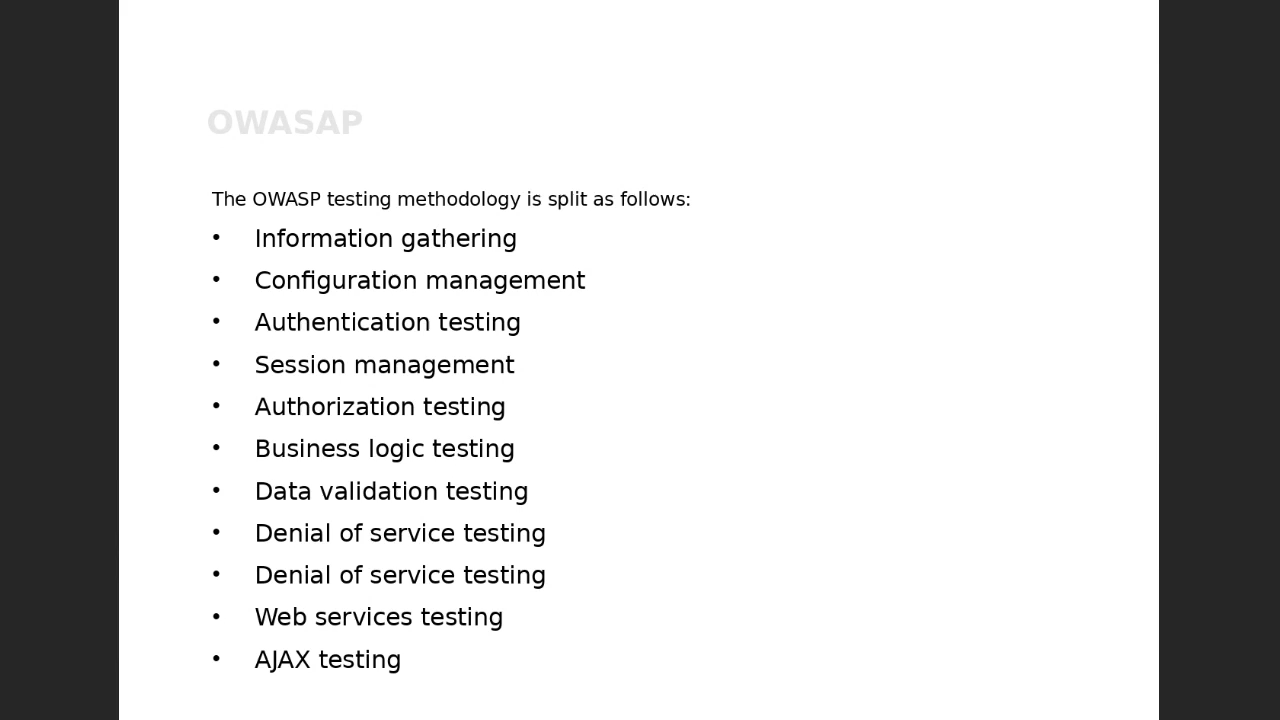 OWASAP
The OWASP testing methodology is split as follows:
• Information gathering
• Configuration management
• Authentication testing
• Session management
• Authorization testing
• Business logic testing
• Data validation testing
• Denial of service testing
• Denial of service testing
• Web services testing
• AJAX testing